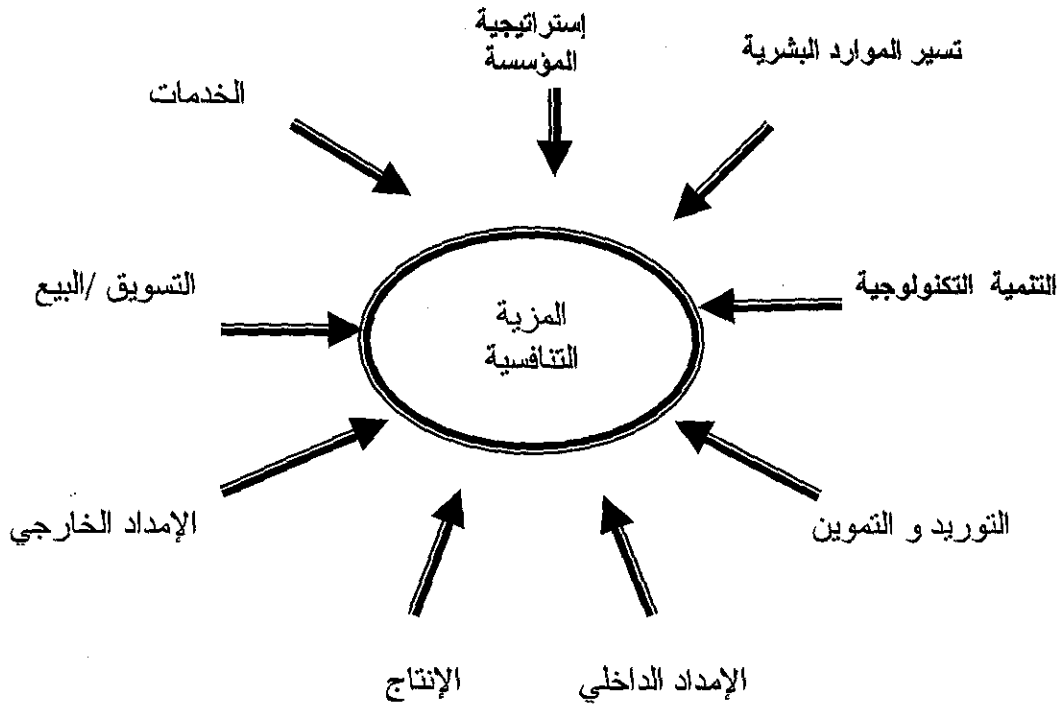 إستراتيجية
المؤسسة
تسير الموارد البشرية
الخدمات
التنمية التكنولوجية
التسويق /البيع
المزية
التنافسية
التوريد و التموين
الإمداد الخارجي
الإمداد الداخلي
الإنتاج